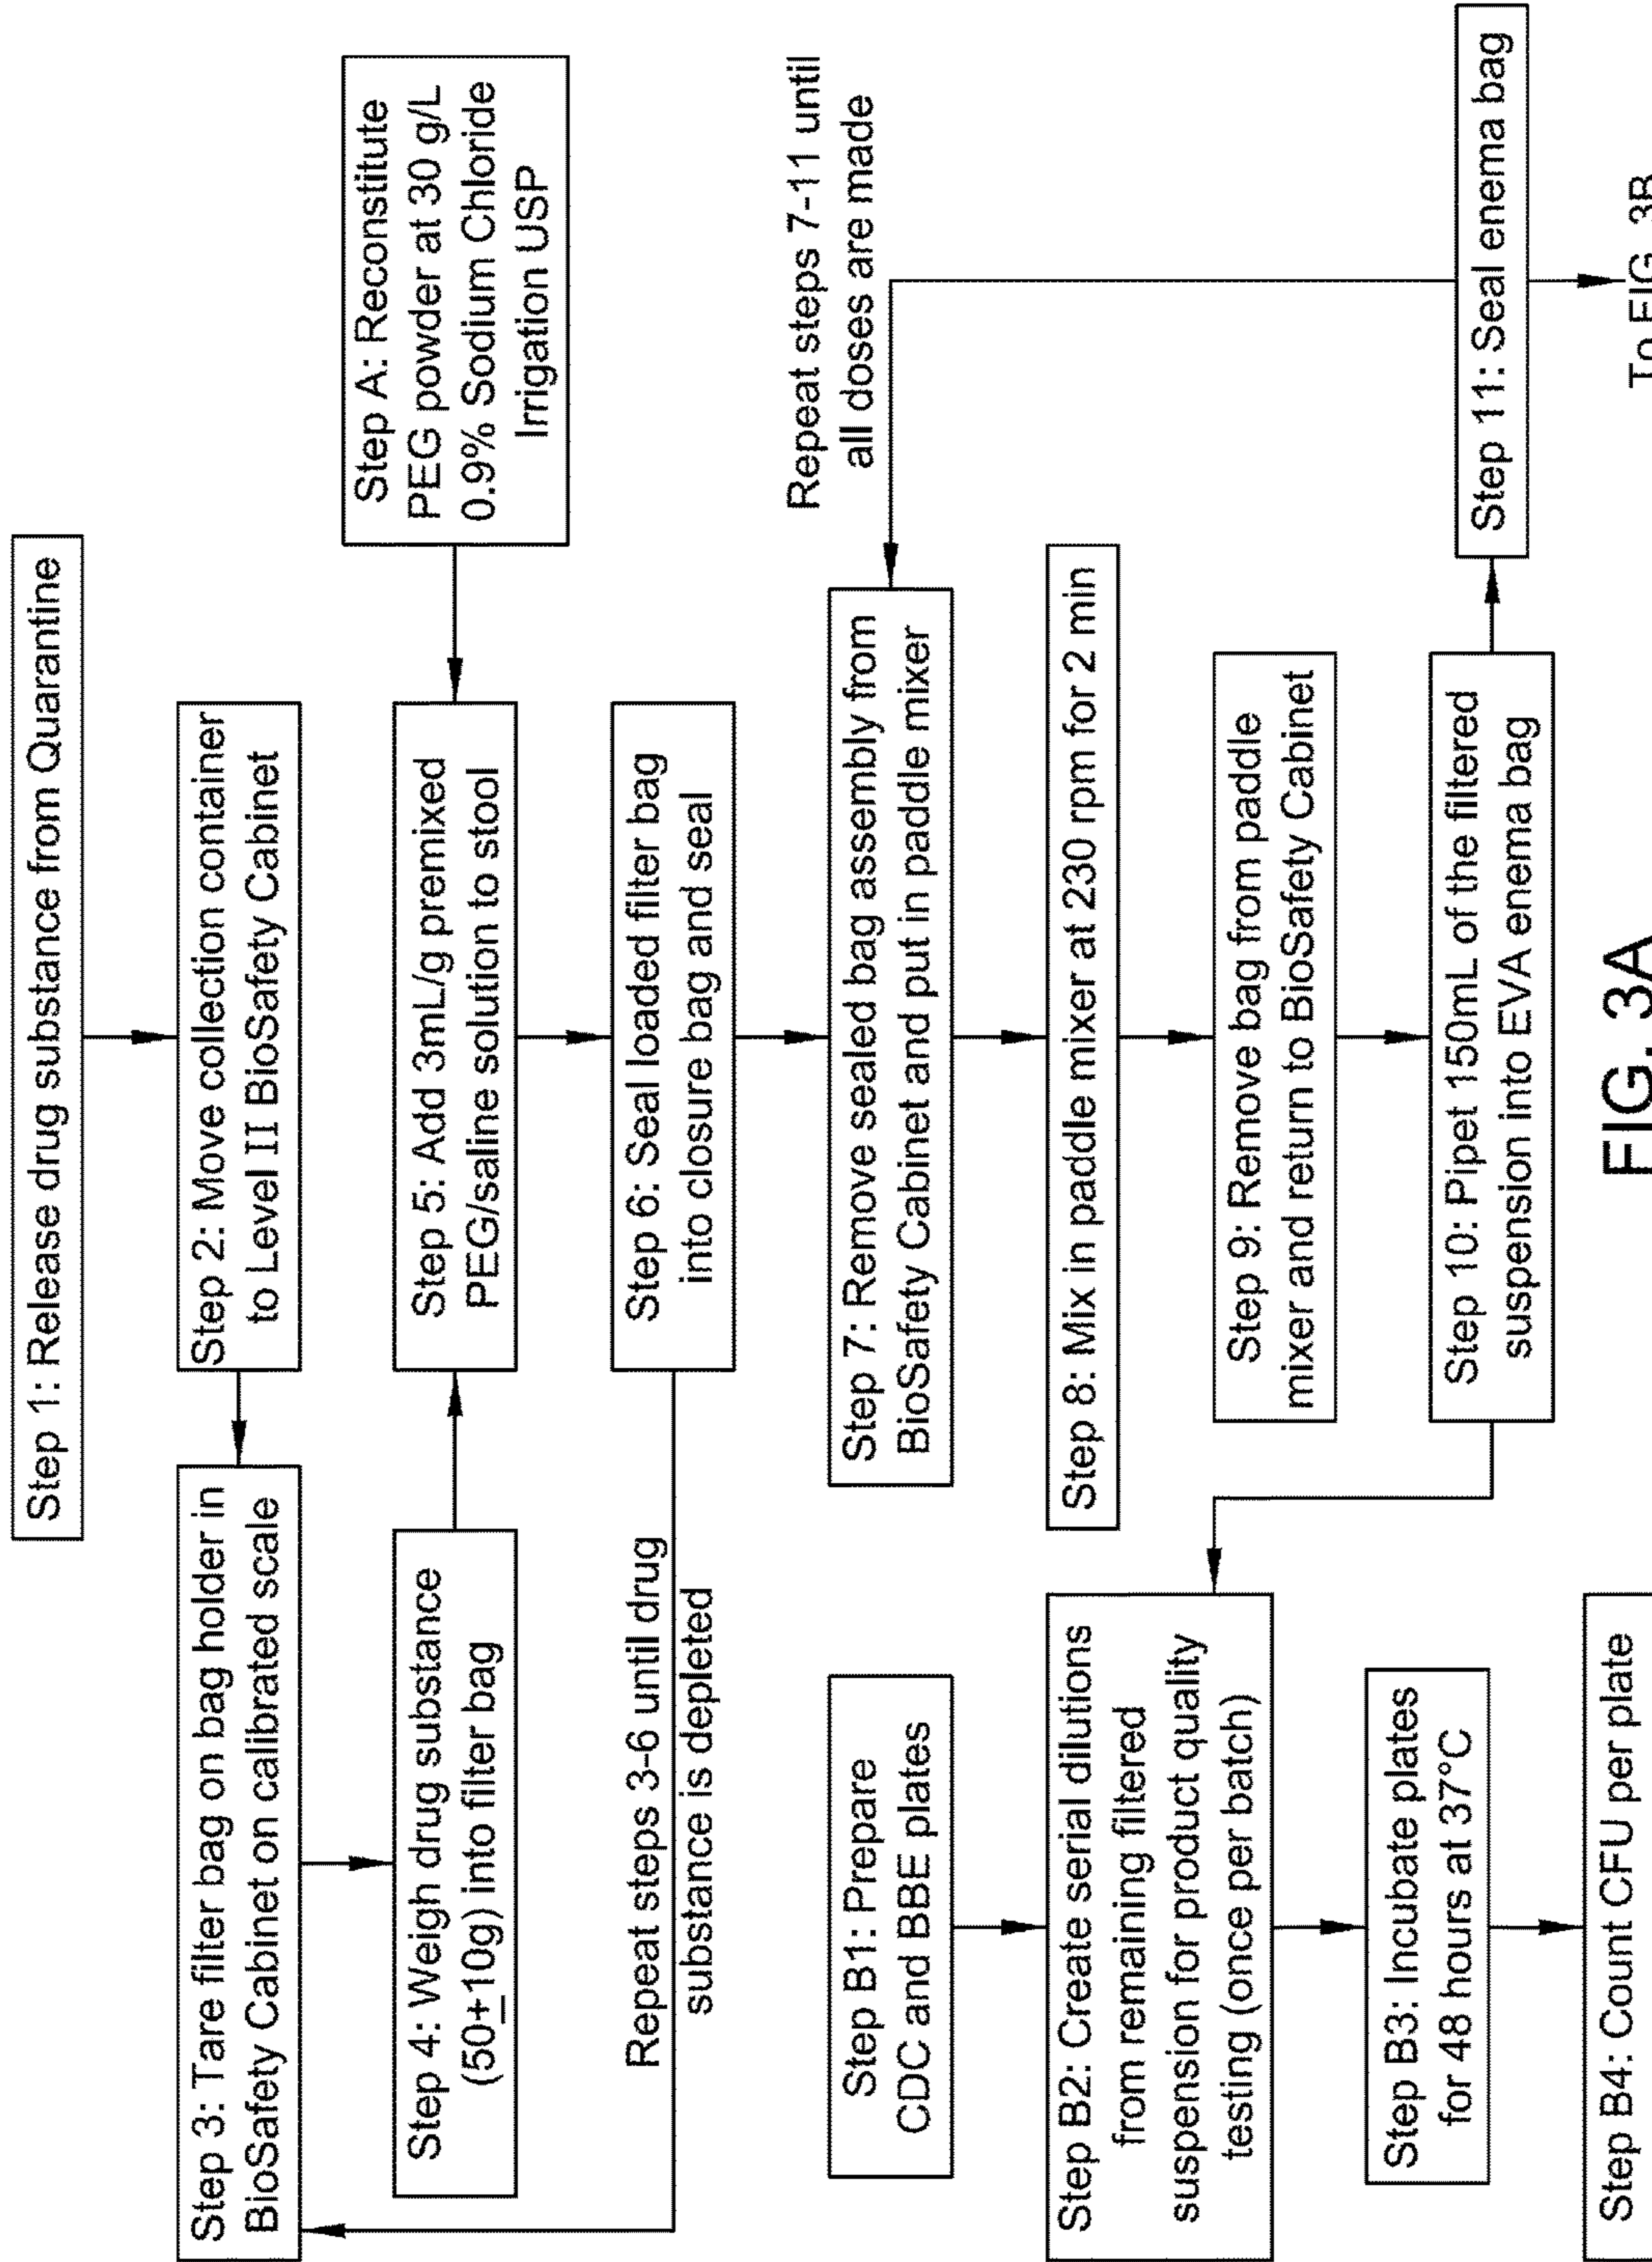 Step 1: Release drug substance from Quarantine
Step 2: Move collection container
to Level III BioSafety Cabinet
Step 3: Tare filter bag on bag holder in
BioSafety Cabinet on calibrated scale
Step 4: Weigh drug substance
(50±10g) into filter bag
Step A: Reconstitute
PEG powder at 30 g/L
0.9% Sodium Chloride
Irrigation USP
Step 5: Add 3mL/g premixed
PEG/saline solution to stool
Step 6: Seal loaded filter bag
into closure bag and seal
Repeat steps 3-6 until drug
substance is depleted
Step 7: Remove sealed bag assembly from
BioSafety Cabinet and put in paddle mixer
Repeat steps 7-11 until
all doses are made
Step 8: Mix in paddle mixer at 230 rpm for 2 min
Step 9: Remove bag from paddle
mixer and return to BioSafety Cabinet
Step 10: Pipet 150mL of the filtered
suspension into EVA enema bag
Step 11: Seal enema bag
To FIG. 3B
Step B1: Prepare
CDC and BBE plates
Step B2: Create serial dilutions
from remaining filtered
suspension for product quality
testing (once per batch)
Step B3: Incubate plates
for 48 hours at 37°C
Step B4: Count CFU per plate
FIG. 3A